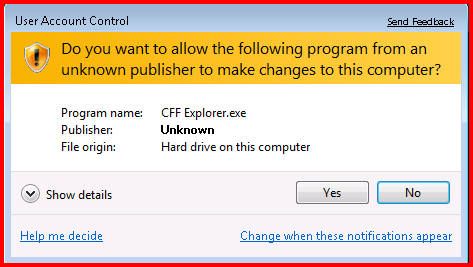 User Account Control
Send Feedback
Do you want to allow the following program from an
unknown publisher to make changes to this computer?
Program name: CFF Explorer.exe
Publisher: Unknown
File origin: Hard drive on this computer
Show details
Yes
No
Help me decide
Change when these notifications appear